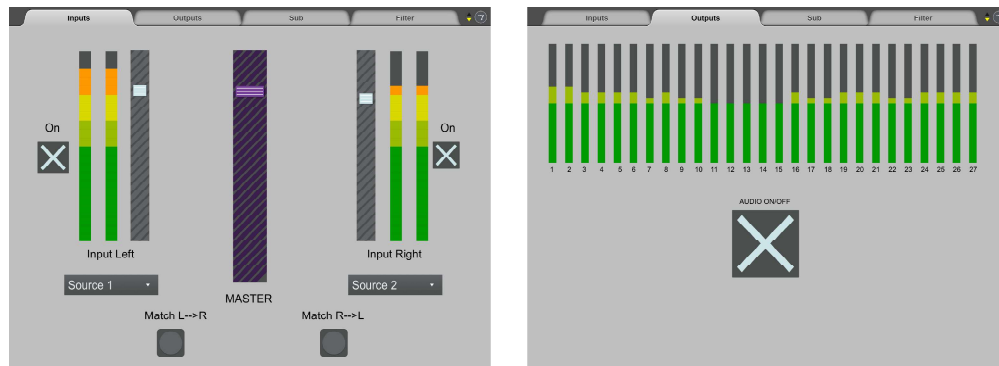 Inputs Outputs Sub Filter
On
On
Input Left
Input Right
Source 1
Source 2
MASTER
Match L-->R
Match R-->L
Inputs Outputs Sub Filter
1 2 3 4 5 6 7 8 9 10 11 12 13 14 15 16 17 18 19 20 21 22 23 24 25 26 27
AUDIO ON/OFF